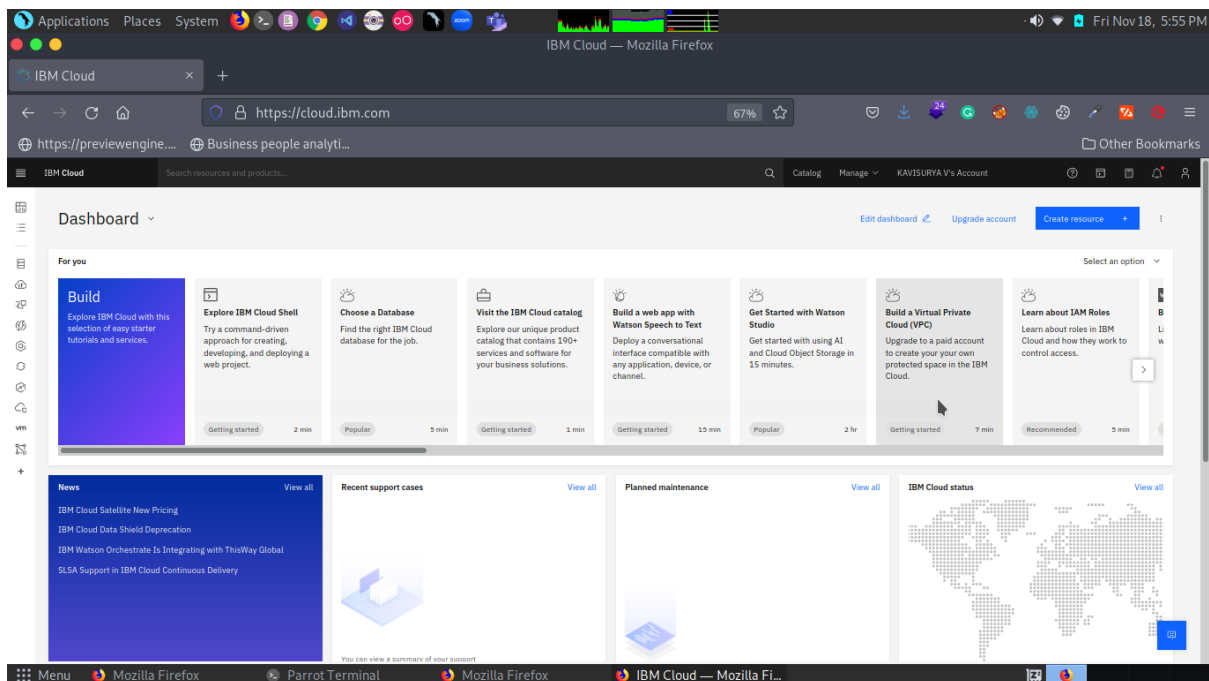 Applications Places System
zoom
Fri Nov 18, 5:55 PM
IBM Cloud — Mozilla Firefox
IBM Cloud
https://cloud.ibm.com
67%
24
https://previewengine....
Business people analyti...
Other Bookmarks
IBM Cloud
Search resources and products...
Catalog
Manage
KAVISURYA V's Account
Dashboard
Edit dashboard
Upgrade account
Create resource +
For you
Select an option
Build
Explore IBM Cloud with this
selection of easy starter
tutorials and services.
Explore IBM Cloud Shell
Try a command-driven
approach for creating,
developing, and deploying a
web project.
Getting started 2 min
Choose a Database
Find the right IBM Cloud
database for the job.
Popular 5 min
Visit the IBM Cloud catalog
Explore our unique product
catalog that contains 190+
services and software for
your business solutions.
Getting started 1 min
Build a web app with
Watson Speech to Text
Deploy a conversational
interface compatible with
any application, device, or
channel.
Getting started 15 min
Get Started with Watson
Studio
Get started with using AI
and Cloud Object Storage in
15 minutes.
Popular 2 hr
Build a Virtual Private
Cloud (VPC)
Upgrade to a paid account
to create your your own
protected space in the IBM
Cloud.
Getting started 7 min
Learn about IAM Roles
Learn about roles in IBM
Cloud and how they work to
control access.
Recommended 5 min
vm
News
View all
IBM Cloud Satellite New Pricing
IBM Cloud Data Shield Deprecation
IBM Watson Orchestrate Is Integrating with ThisWay Global
SLSA Support in IBM Cloud Continuous Delivery
Recent support cases
View all
You can view a summary of your support
Planned maintenance
View all
IBM Cloud status
View all
Menu
Mozilla Firefox
Parrot Terminal
Mozilla Firefox
IBM Cloud — Mozilla Fi...